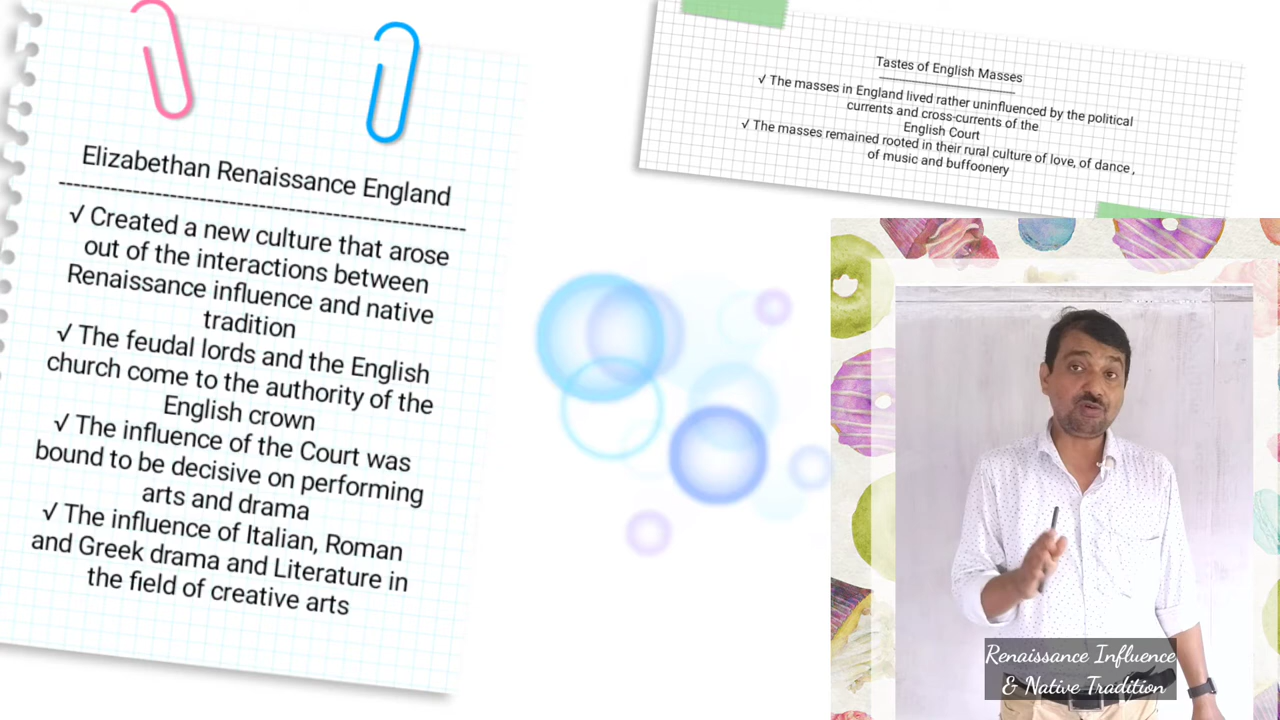 Elizabethan Renaissance England
--------------------------------------------------
√ Created a new culture that arose
out of the interactions between
Renaissance influence and native
tradition
√ The feudal lords and the English
church come to the authority of the
English crown
√ The influence of the Court was
bound to be decisive on performing
arts and drama
√ The influence of Italian, Roman
and Greek drama and Literature in
the field of creative arts
Tastes of English Masses
√ The masses in England lived rather uninfluenced by the political
currents and cross-currents of the
English Court
√ The masses remained rooted in their rural culture of love, of dance ,
of music and buffoonery
Renaissance Influence
& Native Tradition